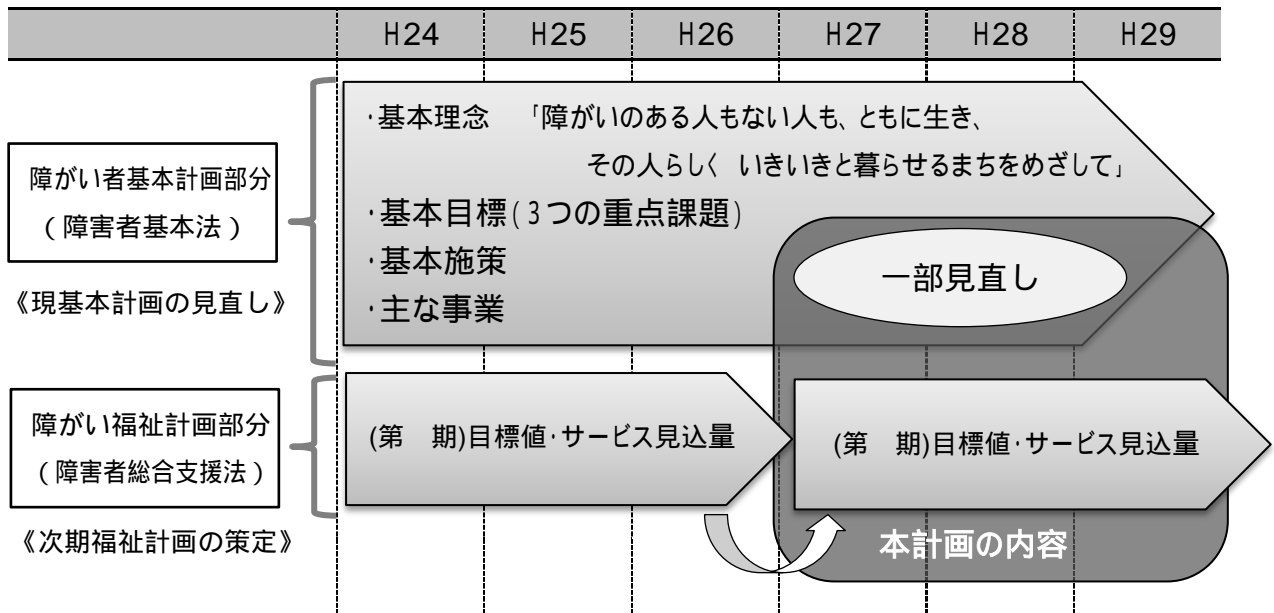 H24 H25 H26 H27 H28 H29
障がい者基本計画部分
(障害者基本法)
《現基本計画の見直し》
・基本理念 「障がいのある人もない人も、ともに生き、
その人らしく いきいきと暮らせるまちをめざして」
・基本目標(3つの重点課題)
・基本施策
・主な事業
一部見直し
障がい福祉計画部分
(障害者総合支援法)
《次期福祉計画の策定》
(第 期)目標値・サービス見込量
(第 期)目標値・サービス見込量
本計画の内容